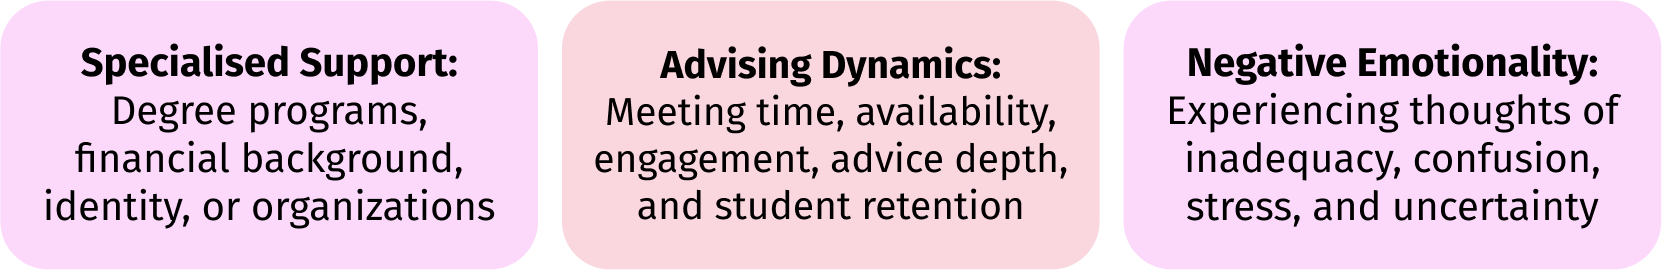 Specialised Support:
Degree programs,
financial background,
identity, or organizations
Advising Dynamics:
Meeting time, availability,
engagement, advice depth,
and student retention
Negative Emotionality:
Experiencing thoughts of
inadequacy, confusion,
stress, and uncertainty